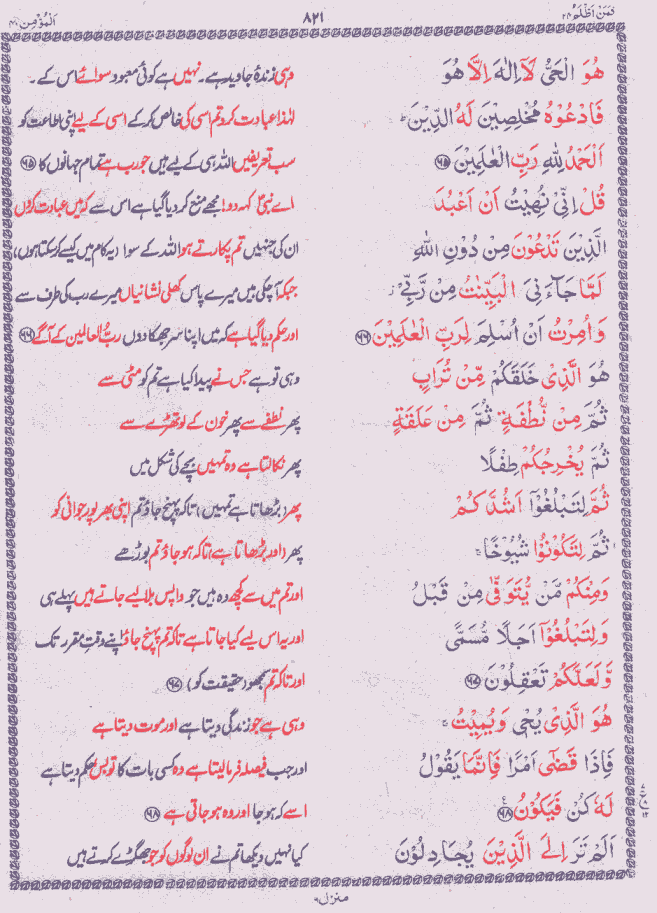 فَمَنْ اَظْلَمُ ۲۴ ۸۲۱ اَلْمُؤْمِن ۴۰
هُوَ الْحَىُّ لَاۤ اِلٰهَ اِلَّا هُوَ وہی زندۂ جاوید ہے۔ نہیں ہے کوئی معبود سوائے اس کے۔
فَادْعُوْهُ مُخْلِصِيْنَ لَهُ الدِّيْنَ ؕ لہٰذا عبادت کرو تم اسی کی خالص کرکے اسی کے لیے اپنی اطاعت کو
اَلْحَمْدُ لِلّٰهِ رَبِّ الْعٰلَمِيْنَ ﴿۶۵﴾ سب تعریفیں اللہ ہی کے لیے ہیں جو رب ہے تمام جہانوں کا ﴿۶۵﴾
قُلْ اِنِّىْ نُهِيْتُ اَنْ اَعْبُدَ اے نبیؐ کہہ دو! مجھے منع کر دیا گیا ہے اس سے کہ میں عبادت کروں
الَّذِيْنَ تَدْعُوْنَ مِنْ دُوْنِ اللّٰهِ ان کی جنہیں تم پکارتے ہو اللہ کے سوا (یہ کام میں کیسے کرسکتا ہوں)
لَمَّا جَآءَنِىَ الْبَيِّنٰتُ مِنْ رَّبِّىْ ؗ جبکہ آچکی ہیں میرے پاس کھلی نشانیاں میرے رب کی طرف سے
وَاُمِرْتُ اَنْ اُسْلِمَ لِرَبِّ الْعٰلَمِيْنَ ﴿۶۶﴾ اور حکم دیا گیا ہے کہ میں اپنا سر جھکا دوں ربُّ العالمین کے آگے ﴿۶۶﴾
هُوَ الَّذِىْ خَلَقَكُمْ مِّنْ تُرَابٍ وہی تو ہے جس نے پیدا کیا ہے تم کو مٹی سے
ثُمَّ مِنْ نُّطْفَةٍ ثُمَّ مِنْ عَلَقَةٍ پھر نطفے سے پھر خون کے لوتھڑے سے
ثُمَّ يُخْرِجُكُمْ طِفْلًا پھر نکالتا ہے وہ تمہیں بچے کی شکل میں
ثُمَّ لِتَبْلُغُوْۤا اَشُدَّكُمْ پھر (بڑھاتا ہے تمہیں) تاکہ پہنچ جاؤ تم اپنی بھرپور جوانی کو
ثُمَّ لِتَكُوْنُوْا شُيُوْخًا ۚ پھر (اور بڑھاتا ہے) تاکہ ہو جاؤ تم بوڑھے
وَمِنْكُمْ مَّنْ يُّتَوَفّٰى مِنْ قَبْلُ اور تم میں سے کچھ وہ ہیں جو واپس بلا لیے جاتے ہیں پہلے ہی
وَلِتَبْلُغُوْۤا اَجَلًا مُّسَمًّى اور یہ اس لیے کیا جاتا ہے تاکہ تم پہنچ جاؤ اپنے وقتِ مقرر تک
وَّلَعَلَّكُمْ تَعْقِلُوْنَ ﴿۶۷﴾ اور تاکہ تم سمجھو (حقیقت کو) ﴿۶۷﴾
هُوَ الَّذِىْ يُحْىٖ وَيُمِيْتُ ۚ وہی ہے جو زندگی دیتا ہے اور موت دیتا ہے
فَاِذَا قَضٰۤى اَمْرًا فَاِنَّمَا يَقُوْلُ اور جب فیصلہ فرما لیتا ہے وہ کسی بات کا تو بس حکم دیتا ہے
لَهٗ كُنْ فَيَكُوْنُ ﴿۶۸﴾ اسے کہ ہو جا اور وہ ہو جاتی ہے ﴿۶۸﴾
اَلَمْ تَرَ اِلَى الَّذِيْنَ يُجَادِلُوْنَ کیا نہیں دیکھا تم نے ان لوگوں کو جو جھگڑے کرتے ہیں
منزل ۶